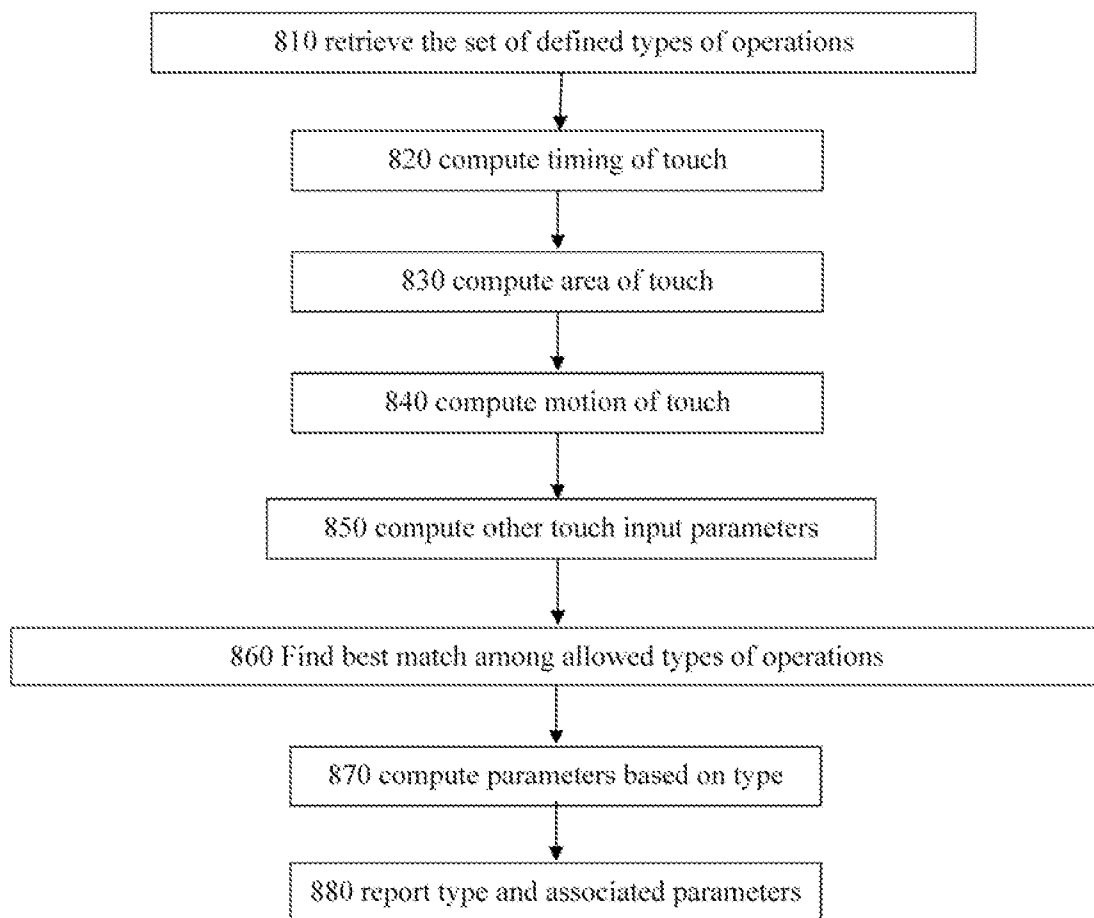 810 retrieve the set of defined types of operations
820 compute timing of touch
830 compute area of touch
840 compute motion of touch
850 compute other touch input parameters
860 Find best match among allowed types of operations
870 compute parameters based on type
880 report type and associated parameters